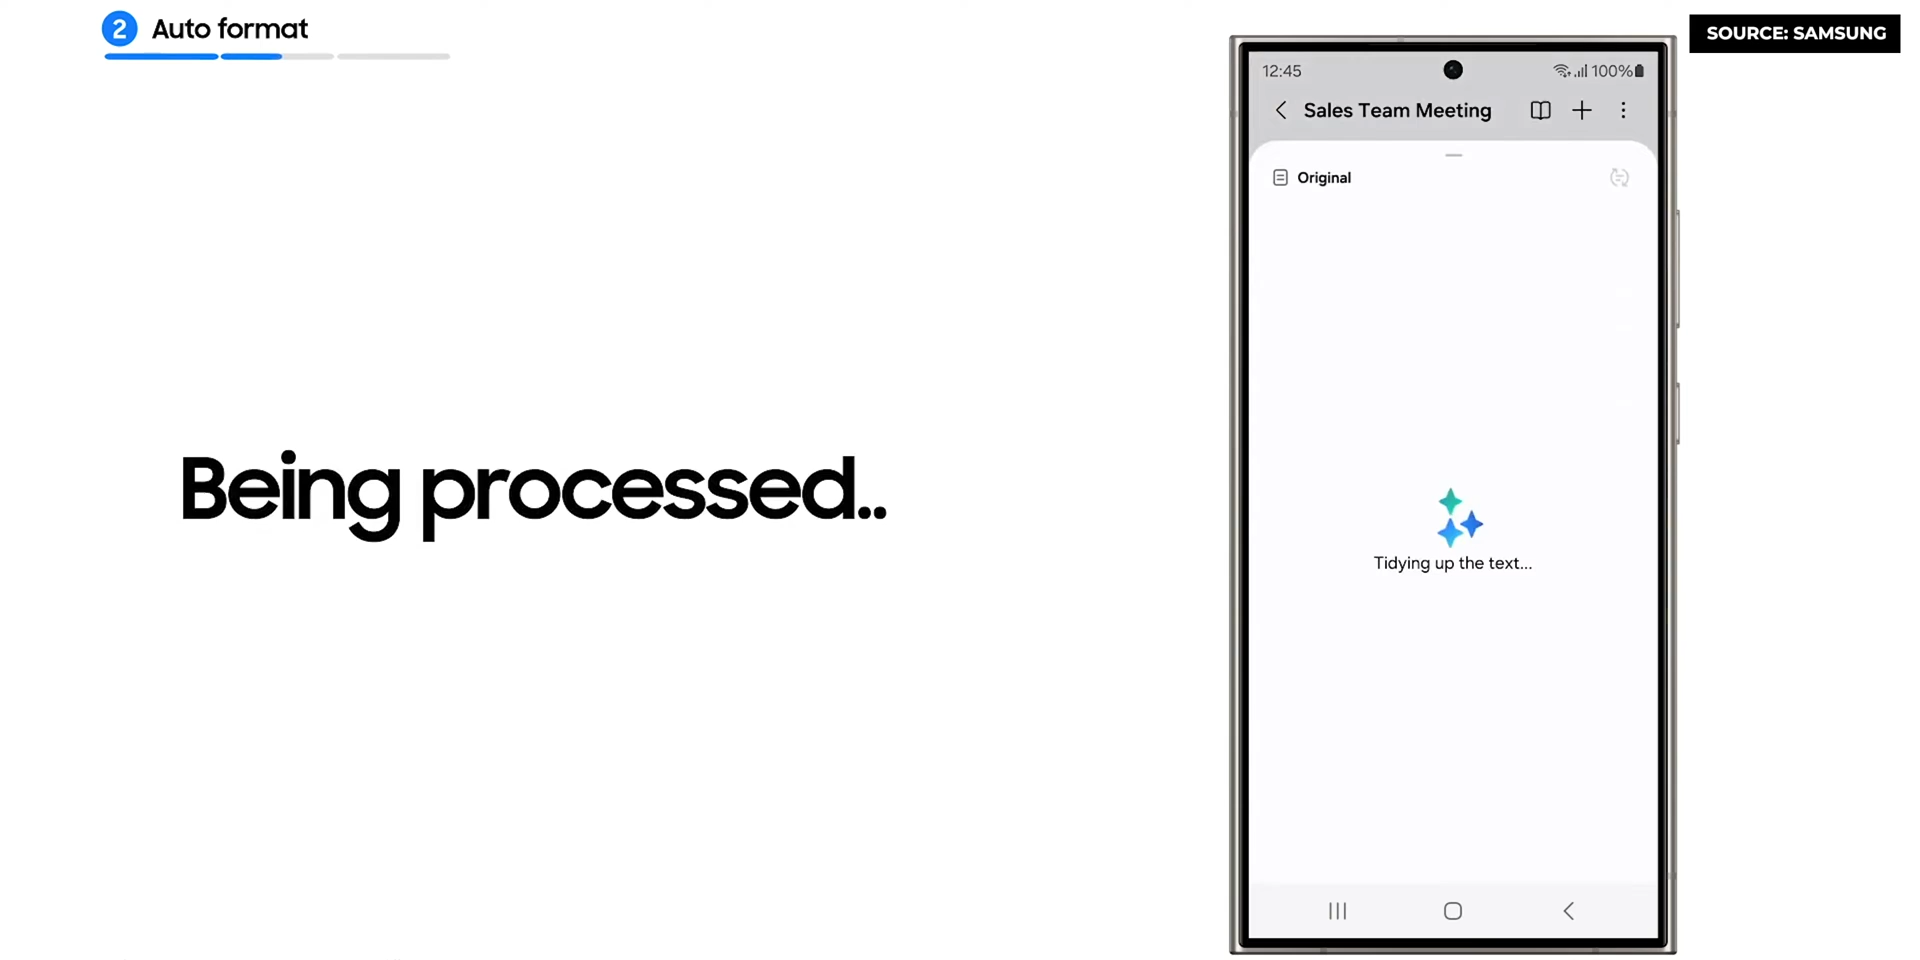 2 Auto format
SOURCE: SAMSUNG
Being processed..
12:45
100%
Sales Team Meeting
Original
Tidying up the text...